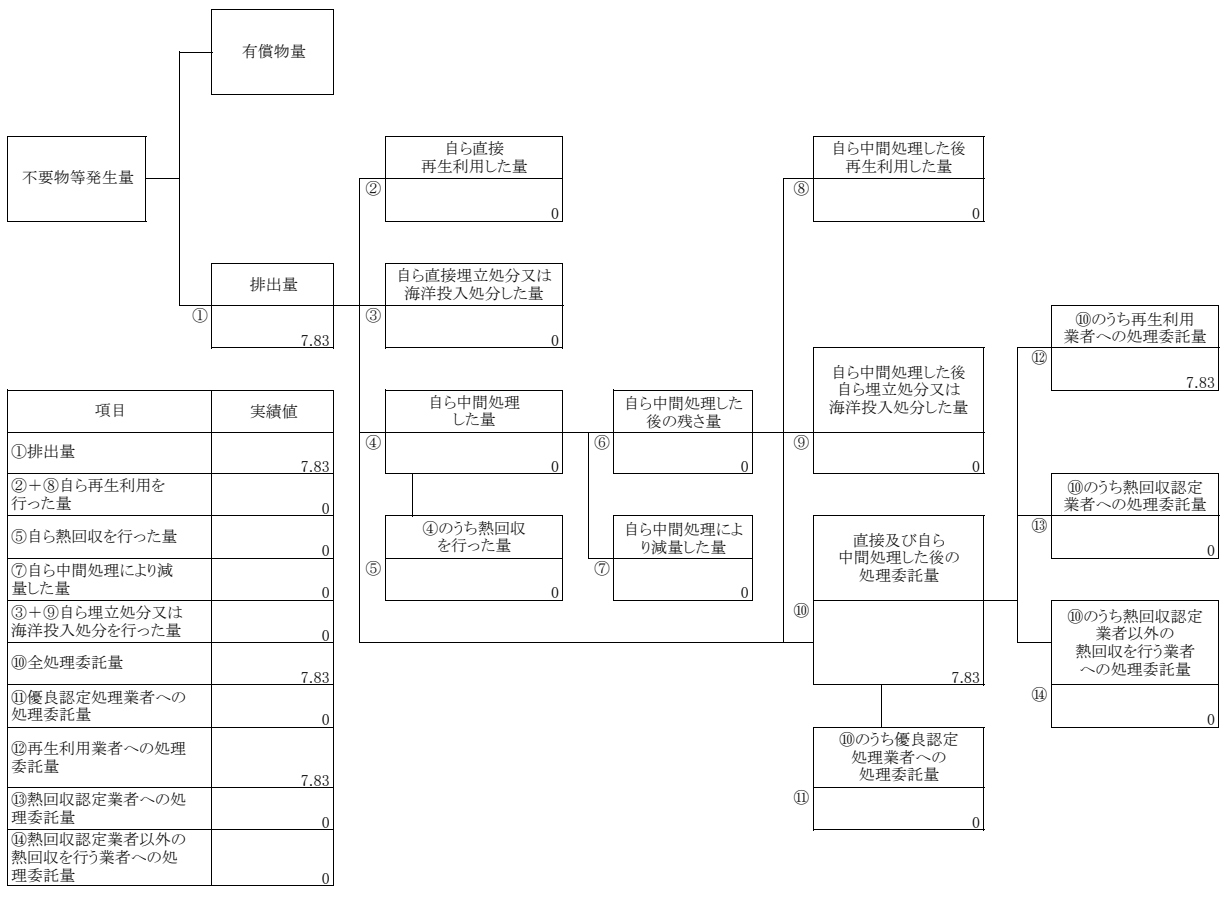 有償物量
不要物等発生量
排出量
①
7.83
自ら直接
再生利用した量
②
0
自ら直接埋立処分又は
海洋投入処分した量
③
0
自ら中間処理
した量
④
0
④のうち熱回収
を行った量
⑤
0
自ら中間処理した
後の残さ量
⑥
0
自ら中間処理によ
り減量した量
⑦
0
自ら中間処理した後
再生利用した量
⑧
0
自ら中間処理した後
自ら埋立処分又は
海洋投入処分した量
⑨
0
直接及び自ら
中間処理した後の
処理委託量
⑩
7.83
⑩のうち優良認定
処理業者への
処理委託量
⑪
0
⑩のうち再生利用
業者への処理委託量
⑫
7.83
⑩のうち熱回収認定
業者への処理委託量
⑬
0
⑩のうち熱回収認定
業者以外の
熱回収を行う業者
への処理委託量
⑭
0
項目 実績値
①排出量
7.83
②＋⑧自ら再生利用を
行った量
0
⑤自ら熱回収を行った量
0
⑦自ら中間処理により減
量した量
0
③＋⑨自ら埋立処分又は
海洋投入処分を行った量
0
⑩全処理委託量
7.83
⑪優良認定処理業者への
処理委託量
0
⑫再生利用業者への処理
委託量
7.83
⑬熱回収認定業者への処
理委託量
0
⑭熱回収認定業者以外の
熱回収を行う業者への処
理委託量
0